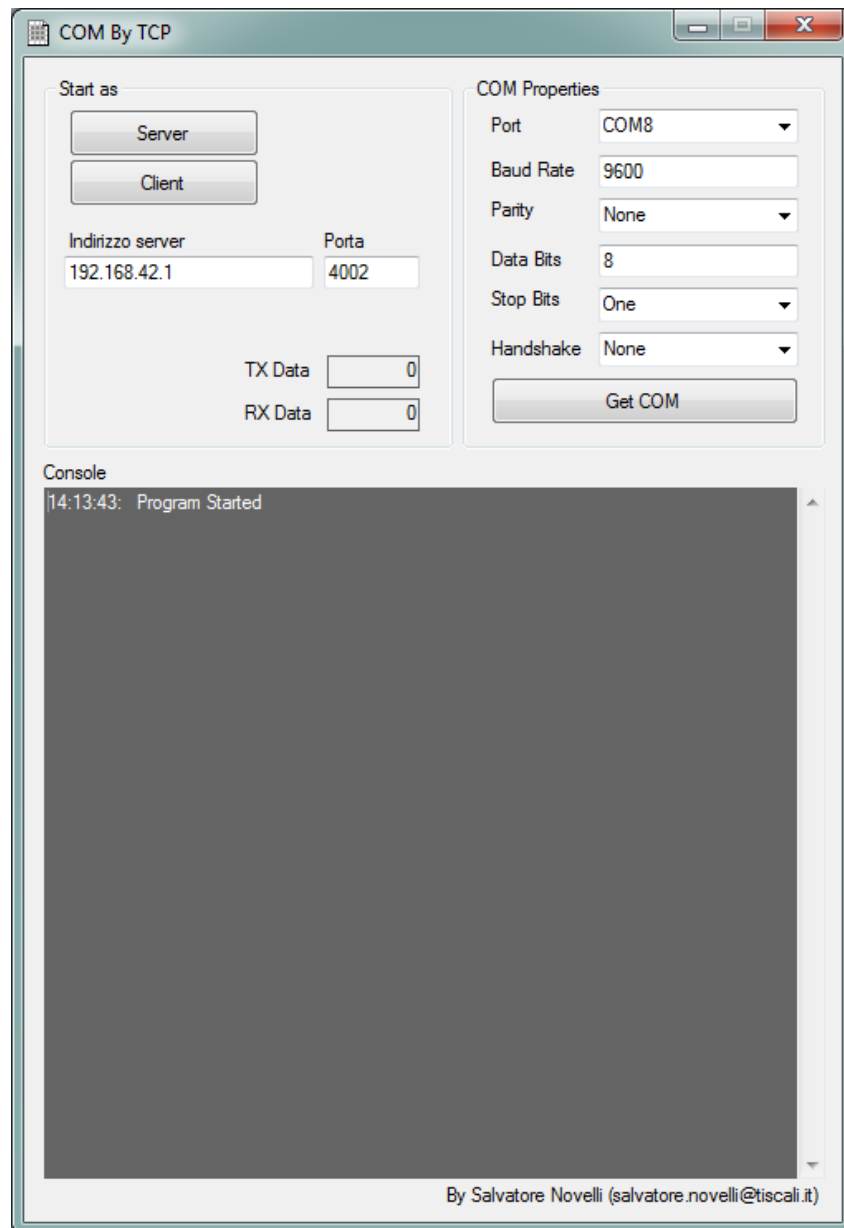 COM By TCP
Start as
Server
Client
Indirizzo server Porta
192.168.42.1 4002
TX Data 0
RX Data 0
COM Properties
Port COM8
Baud Rate 9600
Parity None
Data Bits 8
Stop Bits One
Handshake None
Get COM
Console
14:13:43: Program Started
By Salvatore Novelli (salvatore.novelli@tiscali.it)